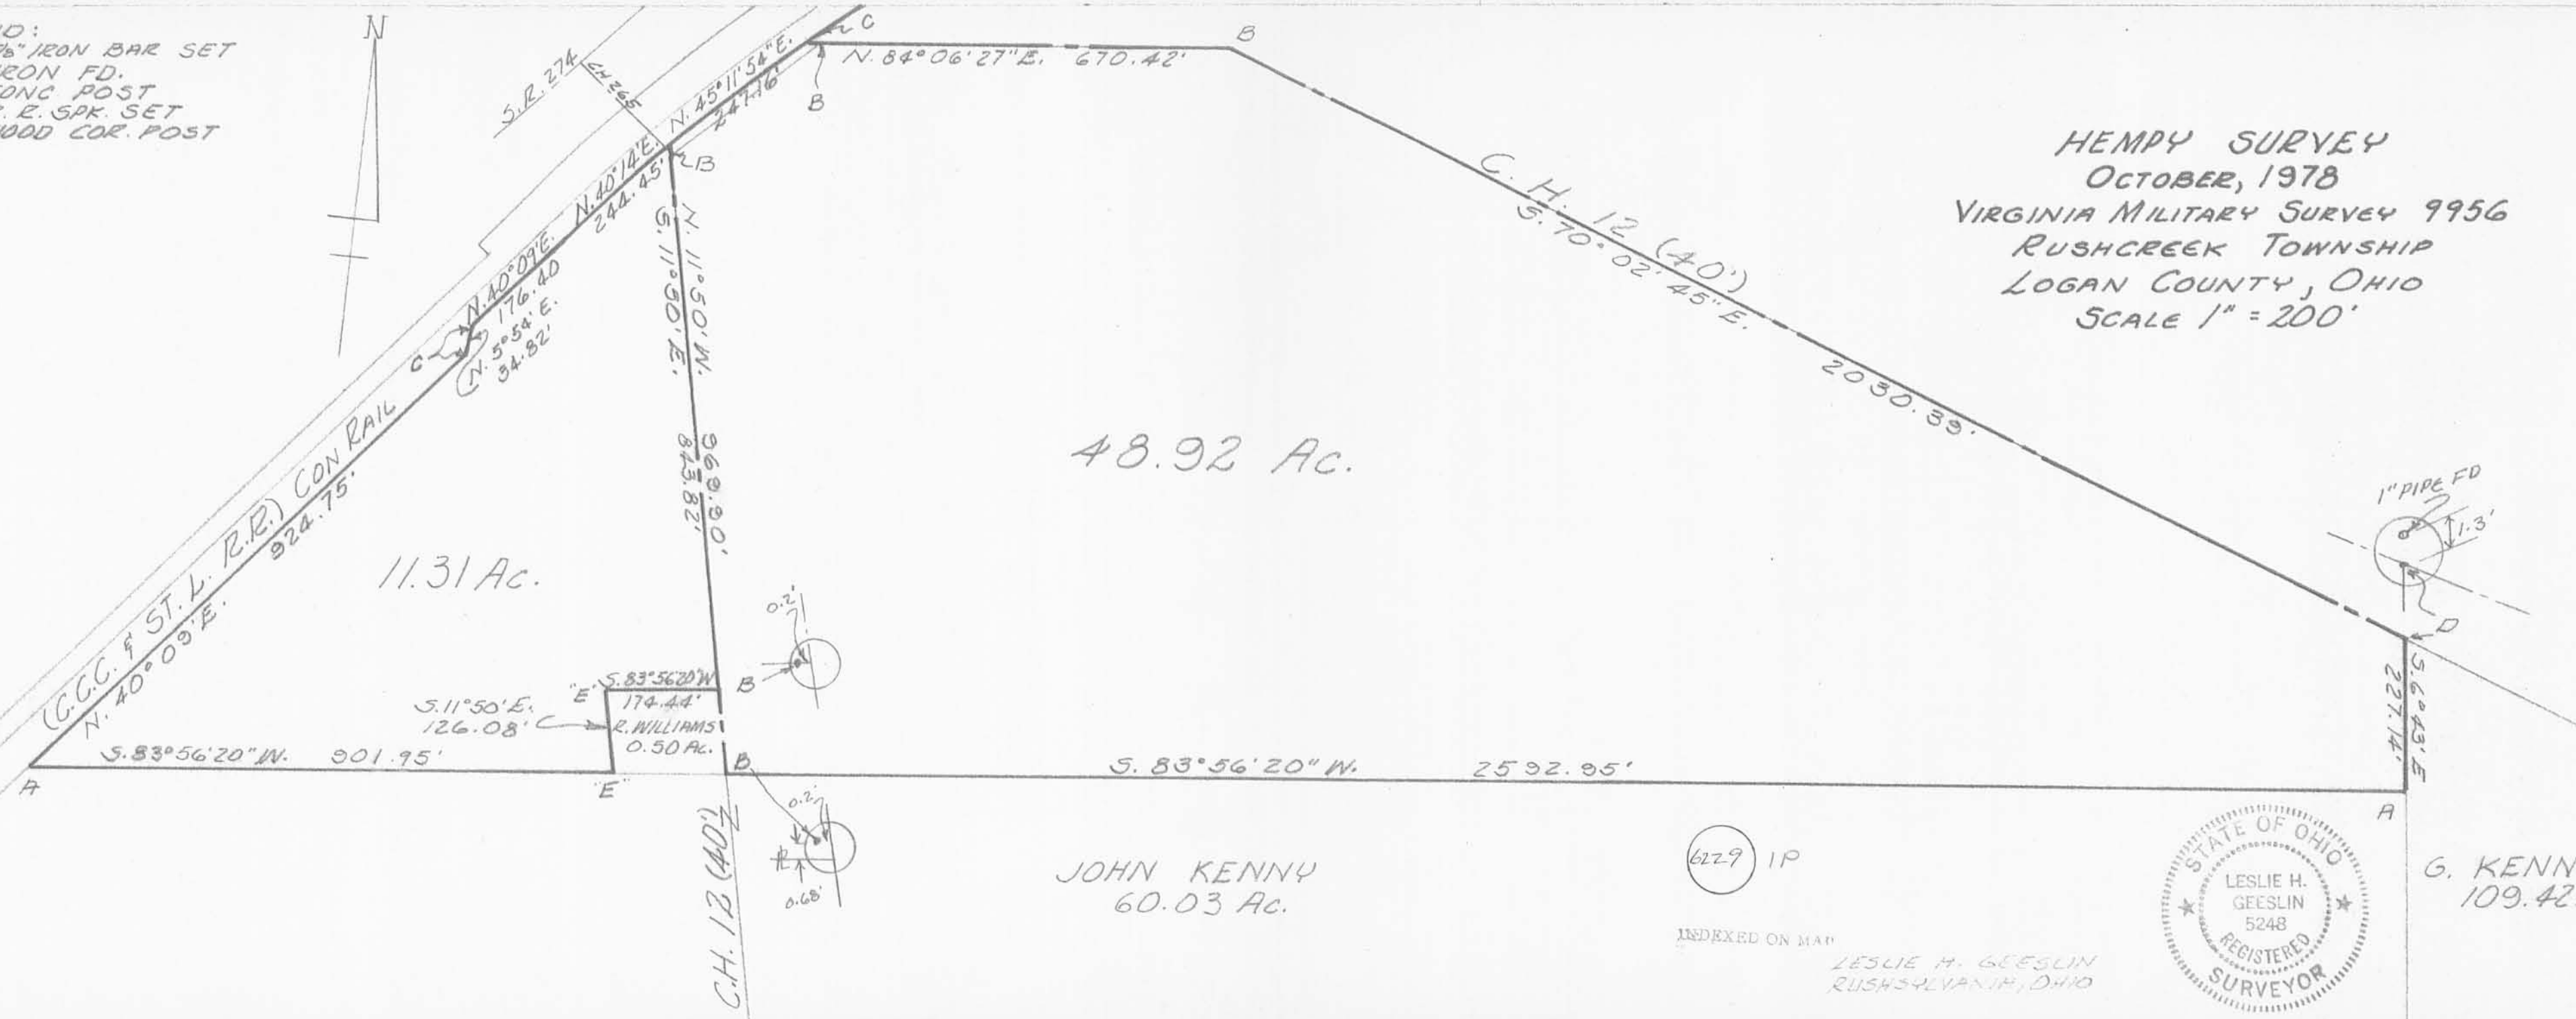 D:
5/8" IRON BAR SET
IRON FD.
CONC POST
R. R. SPK. SET
WOOD COR. POST
N
S.R. 274
CH 265
C
N. 45°11'54" E.
247.16'
B
N. 84°06'27" E. 670.42'
B
N. 40°14' E.
244.45'
B
N. 40°09' E.
176.40
C
N. 5°54' E.
34.82'
N. 11°50' W.
S. 11°50' E.
969.90'
843.82'
C. H. 12 (40')
S. 70° 02' 45" E.
2030.39'
HEMPY SURVEY
OCTOBER, 1978
VIRGINIA MILITARY SURVEY 9956
RUSHCREEK TOWNSHIP
LOGAN COUNTY, OHIO
SCALE 1" = 200'
48.92 Ac.
11.31 Ac.
(C.C.C. & ST. L. R.R.) CON RAIL
924.75'
N. 40°09' E.
1" PIPE FD
1.3'
D
S. 6°43' E
227.14'
0.2'
B
"E"
S. 83°56'20" W
174.44'
S. 11°50' E.
126.08'
R. WILLIAMS
0.50 Ac.
S. 83°56'20" W. 901.95'
A
"E"
B
S. 83°56'20" W. 2592.95'
A
0.2'
0.68'
C.H. 12 (40')
JOHN KENNY
60.03 Ac.
6229 IP
INDEXED ON MAP
LESLIE H. GEESLIN
RUSHSYLVANIA, OHIO
STATE OF OHIO
LESLIE H.
GEESLIN
5248
REGISTERED
SURVEYOR
G. KENN
109.42